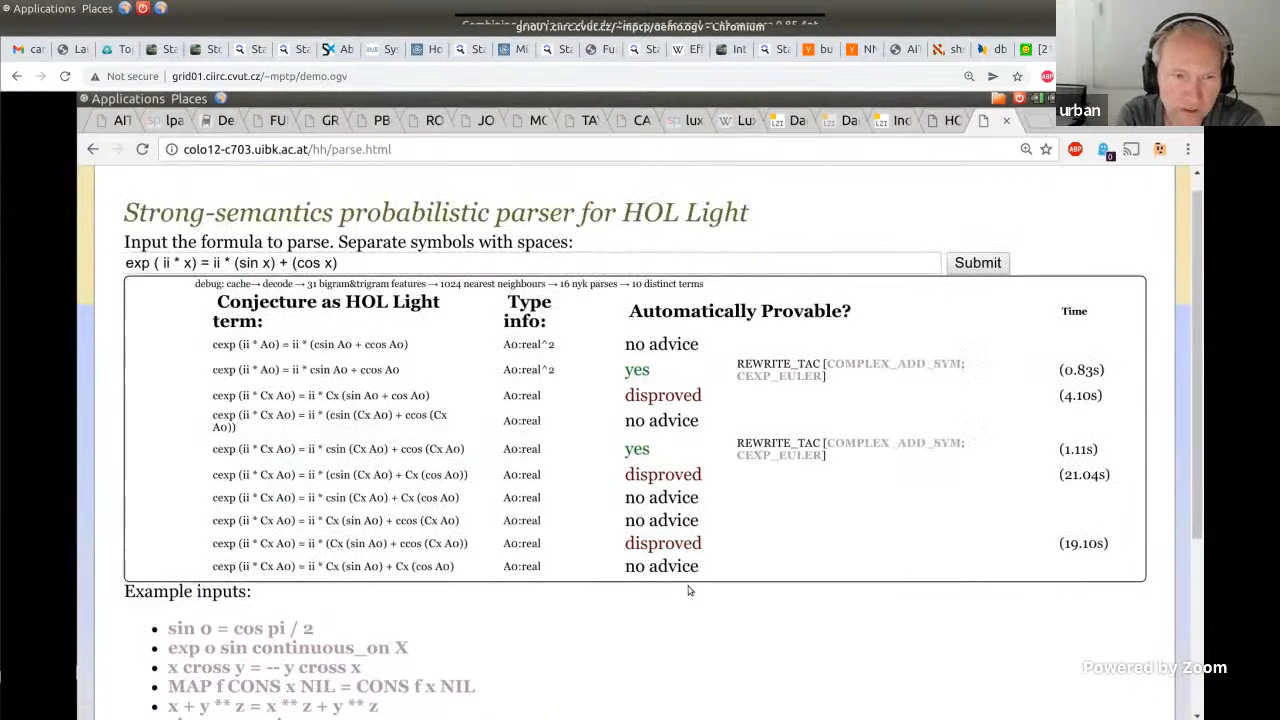 Applications Places
grid01.ciirc.cvut.cz/~mptp/demo.ogv - Chromium
Not secure grid01.ciirc.cvut.cz/~mptp/demo.ogv
urban
Applications Places
colo12-c703.uibk.ac.at/hh/parse.html
Strong-semantics probabilistic parser for HOL Light
Input the formula to parse. Separate symbols with spaces:
exp ( ii * x) = ii * (sin x) + (cos x) Submit
debug: cache→ decode → 31 bigram&trigram features → 1024 nearest neighbours → 16 nyk parses → 10 distinct terms
Conjecture as HOL Light term: Type info: Automatically Provable? Time
cexp (ii * A0) = ii * (csin A0 + ccos A0) A0:real^2 no advice
cexp (ii * A0) = ii * csin A0 + ccos A0 A0:real^2 yes REWRITE_TAC [COMPLEX_ADD_SYM; CEXP_EULER] (0.83s)
cexp (ii * Cx A0) = ii * Cx (sin A0 + cos A0) A0:real disproved (4.10s)
cexp (ii * Cx A0) = ii * (csin (Cx A0) + ccos (Cx A0)) A0:real no advice
cexp (ii * Cx A0) = ii * csin (Cx A0) + ccos (Cx A0) A0:real yes REWRITE_TAC [COMPLEX_ADD_SYM; CEXP_EULER] (1.11s)
cexp (ii * Cx A0) = ii * (csin (Cx A0) + Cx (cos A0)) A0:real disproved (21.04s)
cexp (ii * Cx A0) = ii * csin (Cx A0) + Cx (cos A0) A0:real no advice
cexp (ii * Cx A0) = ii * Cx (sin A0) + ccos (Cx A0) A0:real no advice
cexp (ii * Cx A0) = ii * (Cx (sin A0) + ccos (Cx A0)) A0:real disproved (19.10s)
cexp (ii * Cx A0) = ii * Cx (sin A0) + Cx (cos A0) A0:real no advice
Example inputs:
• sin 0 = cos pi / 2
• exp o sin continuous_on X
• x cross y = -- y cross x
• MAP f CONS x NIL = CONS f x NIL
• x + y ** z = x ** z + y ** z
Powered by Zoom